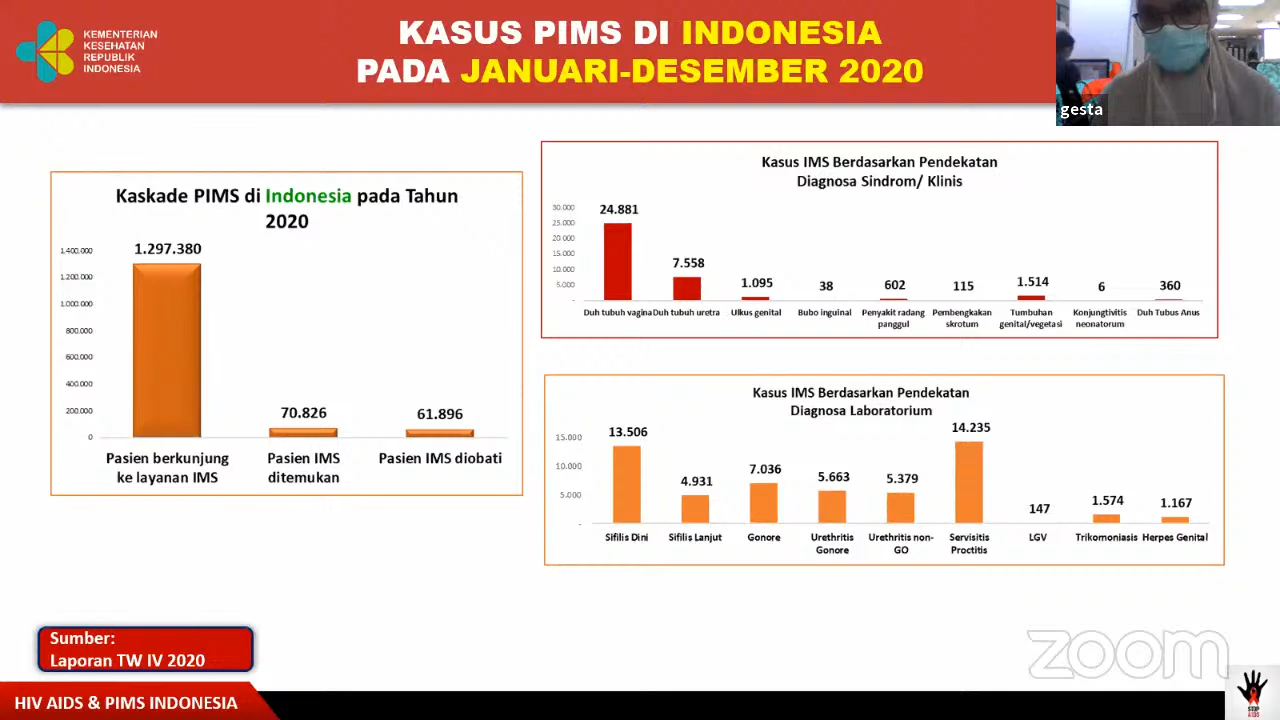 KEMENTERIAN
KESEHATAN
REPUBLIK
INDONESIA
KASUS PIMS DI INDONESIA
PADA JANUARI-DESEMBER 2020
gesta
Kaskade PIMS di Indonesia pada Tahun
2020
1.400.000
1.200.000
1.000.000
800.000
600.000
400.000
200.000
0
1.297.380
70.826
61.896
Pasien berkunjung
ke layanan IMS
Pasien IMS
ditemukan
Pasien IMS diobati
Kasus IMS Berdasarkan Pendekatan
Diagnosa Sindrom/ Klinis
30.000
25.000
20.000
15.000
10.000
5.000
-
24.881
7.558
1.095
38
602
115
1.514
6
360
Duh tubuh vagina
Duh tubuh uretra
Ulkus genital
Bubo inguinal
Penyakit radang
panggul
Pembengkakan
skrotum
Tumbuhan
genital/vegetasi
Konjungtivitis
neonatorum
Duh Tubus Anus
Kasus IMS Berdasarkan Pendekatan
Diagnosa Laboratorium
15.000
10.000
5.000
-
13.506
4.931
7.036
5.663
5.379
14.235
147
1.574
1.167
Sifilis Dini
Sifilis Lanjut
Gonore
Urethritis
Gonore
Urethritis non-
GO
Servisitis
Proctitis
LGV
Trikomoniasis
Herpes Genital
Sumber:
Laporan TW IV 2020
zoom
HIV AIDS & PIMS INDONESIA
STOP
AIDS